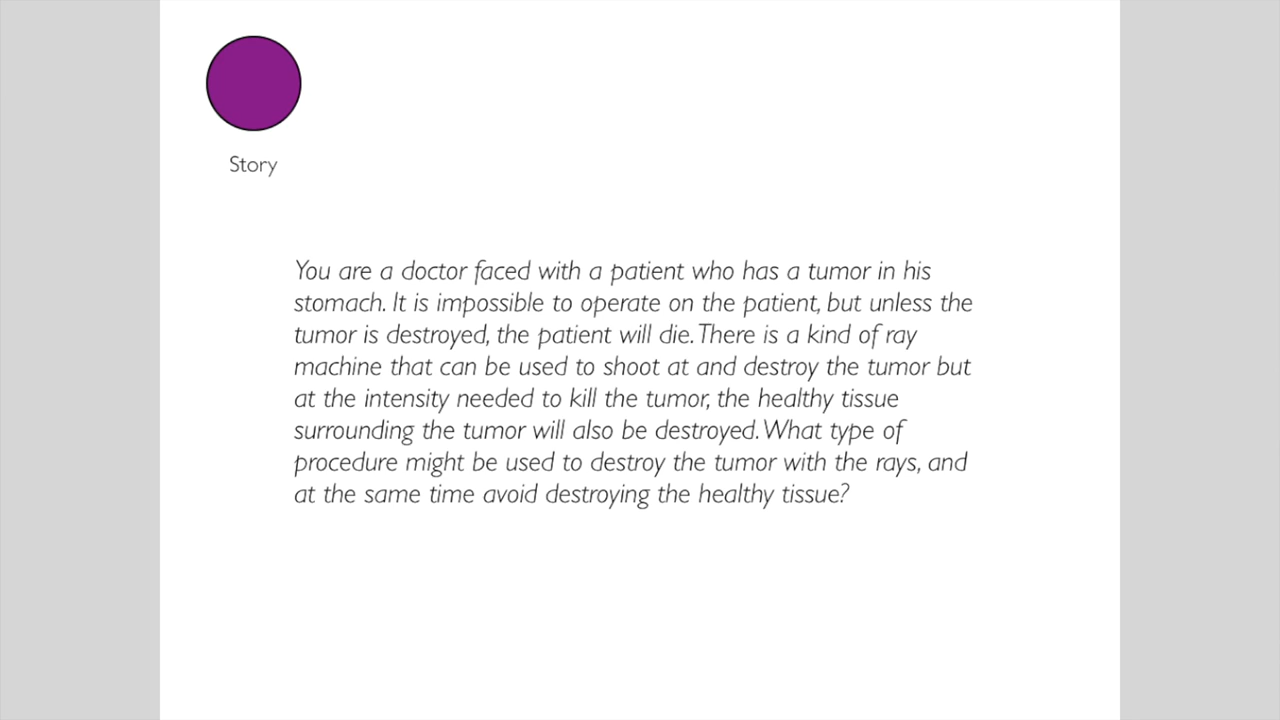 Story
You are a doctor faced with a patient who has a tumor in his
stomach. It is impossible to operate on the patient, but unless the
tumor is destroyed, the patient will die. There is a kind of ray
machine that can be used to shoot at and destroy the tumor but
at the intensity needed to kill the tumor, the healthy tissue
surrounding the tumor will also be destroyed. What type of
procedure might be used to destroy the tumor with the rays, and
at the same time avoid destroying the healthy tissue?